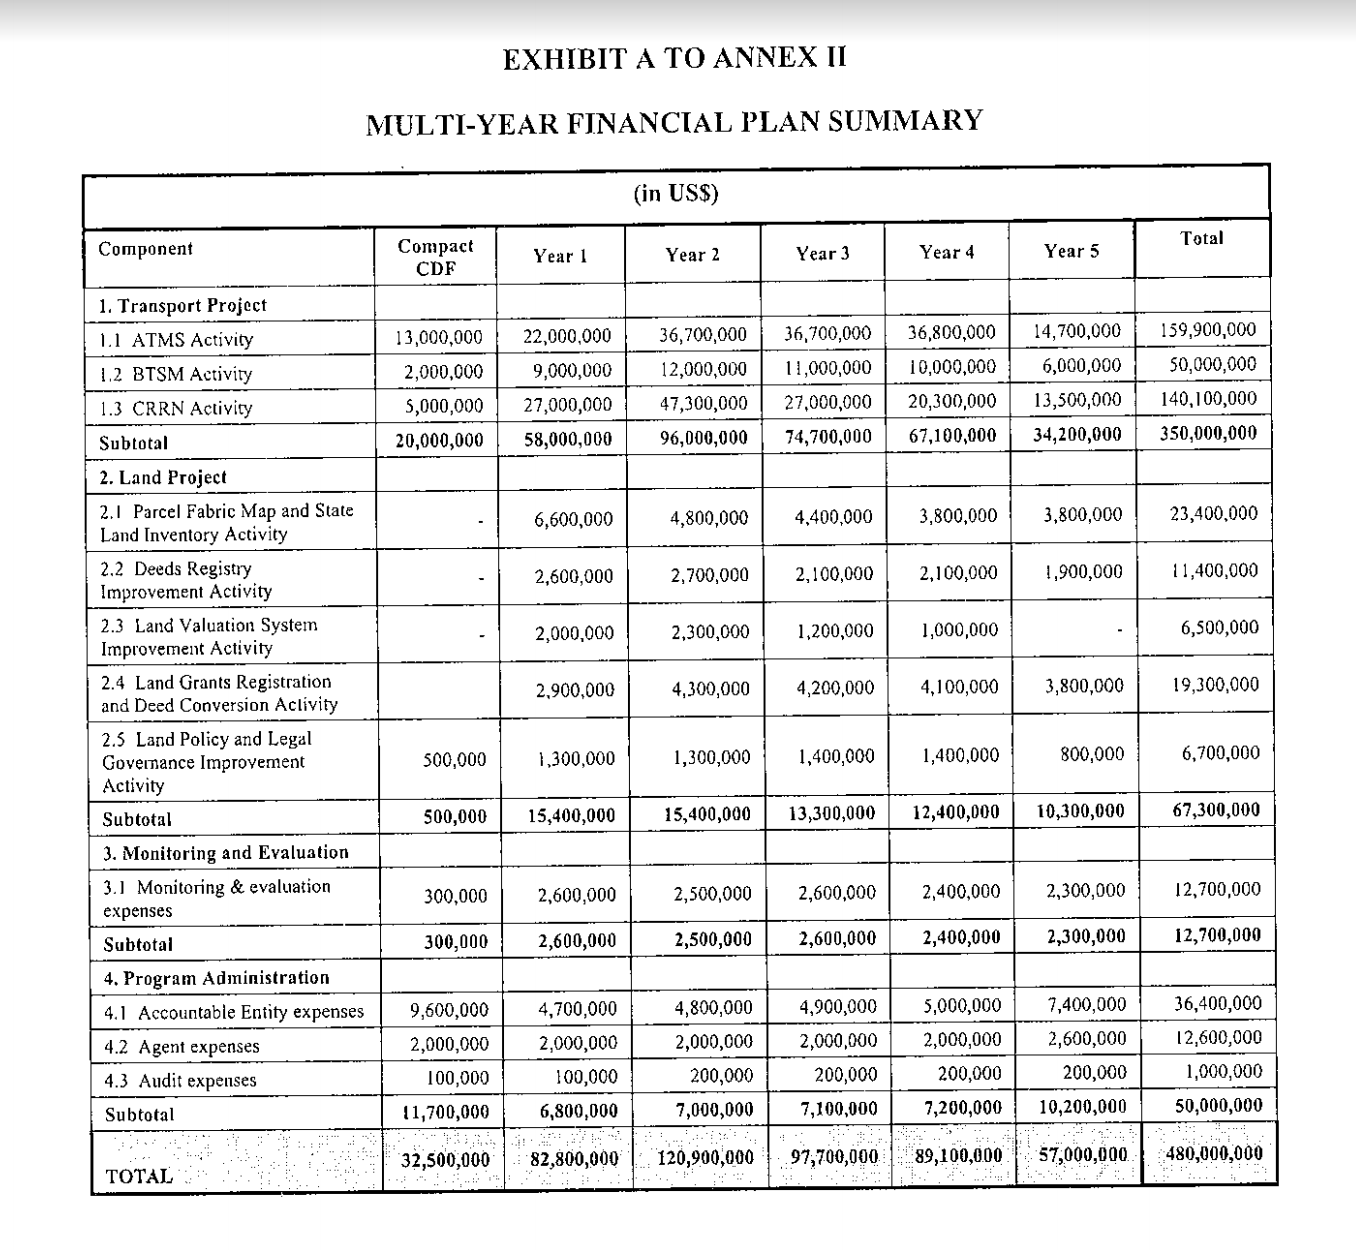 EXHIBIT A TO ANNEX II
MULTI-YEAR FINANCIAL PLAN SUMMARY
(in US$)
Component Compact CDF Year 1 Year 2 Year 3 Year 4 Year 5 Total
1. Transport Project
1.1 ATMS Activity 13,000,000 22,000,000 36,700,000 36,700,000 36,800,000 14,700,000 159,900,000
1.2 BTSM Activity 2,000,000 9,000,000 12,000,000 11,000,000 10,000,000 6,000,000 50,000,000
1.3 CRRN Activity 5,000,000 27,000,000 47,300,000 27,000,000 20,300,000 13,500,000 140,100,000
Subtotal 20,000,000 58,000,000 96,000,000 74,700,000 67,100,000 34,200,000 350,000,000
2. Land Project
2.1 Parcel Fabric Map and State
Land Inventory Activity - 6,600,000 4,800,000 4,400,000 3,800,000 3,800,000 23,400,000
2.2 Deeds Registry
Improvement Activity - 2,600,000 2,700,000 2,100,000 2,100,000 1,900,000 11,400,000
2.3 Land Valuation System
Improvement Activity - 2,000,000 2,300,000 1,200,000 1,000,000 - 6,500,000
2.4 Land Grants Registration
and Deed Conversion Activity 2,900,000 4,300,000 4,200,000 4,100,000 3,800,000 19,300,000
2.5 Land Policy and Legal
Governance Improvement
Activity 500,000 1,300,000 1,300,000 1,400,000 1,400,000 800,000 6,700,000
Subtotal 500,000 15,400,000 15,400,000 13,300,000 12,400,000 10,300,000 67,300,000
3. Monitoring and Evaluation
3.1 Monitoring & evaluation
expenses 300,000 2,600,000 2,500,000 2,600,000 2,400,000 2,300,000 12,700,000
Subtotal 300,000 2,600,000 2,500,000 2,600,000 2,400,000 2,300,000 12,700,000
4. Program Administration
4.1 Accountable Entity expenses 9,600,000 4,700,000 4,800,000 4,900,000 5,000,000 7,400,000 36,400,000
4.2 Agent expenses 2,000,000 2,000,000 2,000,000 2,000,000 2,000,000 2,600,000 12,600,000
4.3 Audit expenses 100,000 100,000 200,000 200,000 200,000 200,000 1,000,000
Subtotal 11,700,000 6,800,000 7,000,000 7,100,000 7,200,000 10,200,000 50,000,000
TOTAL 32,500,000 82,800,000 120,900,000 97,700,000 89,100,000 57,000,000 480,000,000